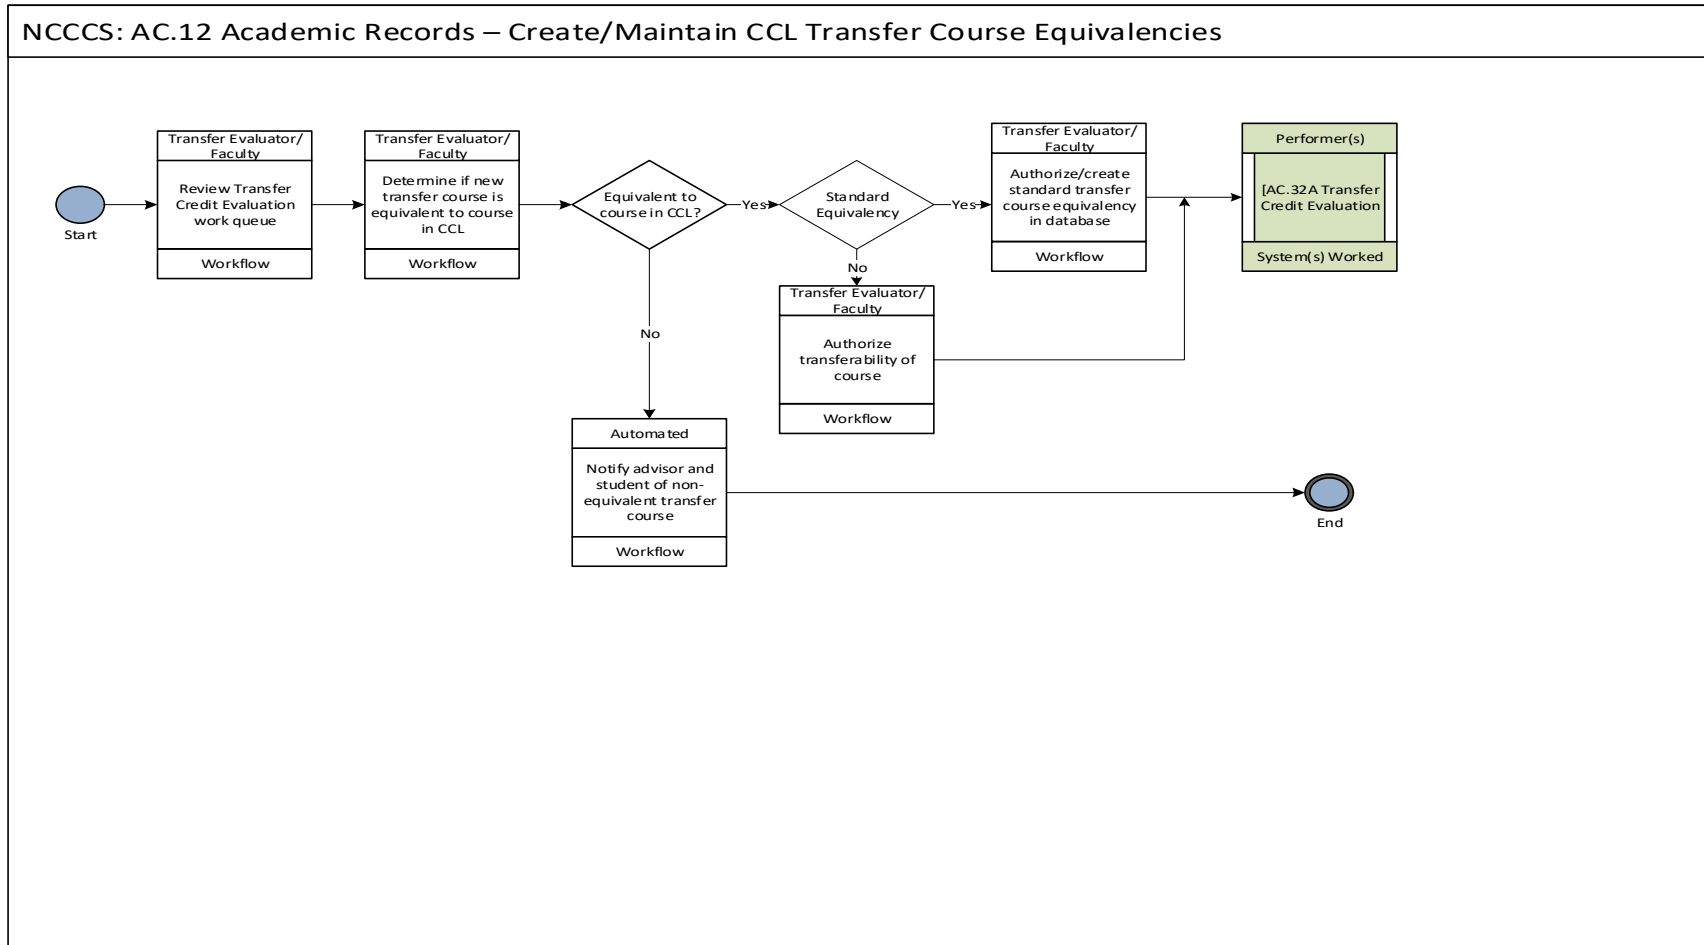 NCCCS: AC.12 Academic Records – Create/Maintain CCL Transfer Course Equivalencies
Start
Transfer Evaluator/
Faculty
Review Transfer
Credit Evaluation
work queue
Workflow
Transfer Evaluator/
Faculty
Determine if new
transfer course is
equivalent to course
in CCL
Workflow
Equivalent to
course in CCL?
Yes
No
Standard
Equivalency
Yes
No
Transfer Evaluator/
Faculty
Authorize/create
standard transfer
course equivalency
in database
Workflow
Performer(s)
[AC.32A Transfer
Credit Evaluation
System(s) Worked
Transfer Evaluator/
Faculty
Authorize
transferability of
course
Workflow
Automated
Notify advisor and
student of non-
equivalent transfer
course
Workflow
End